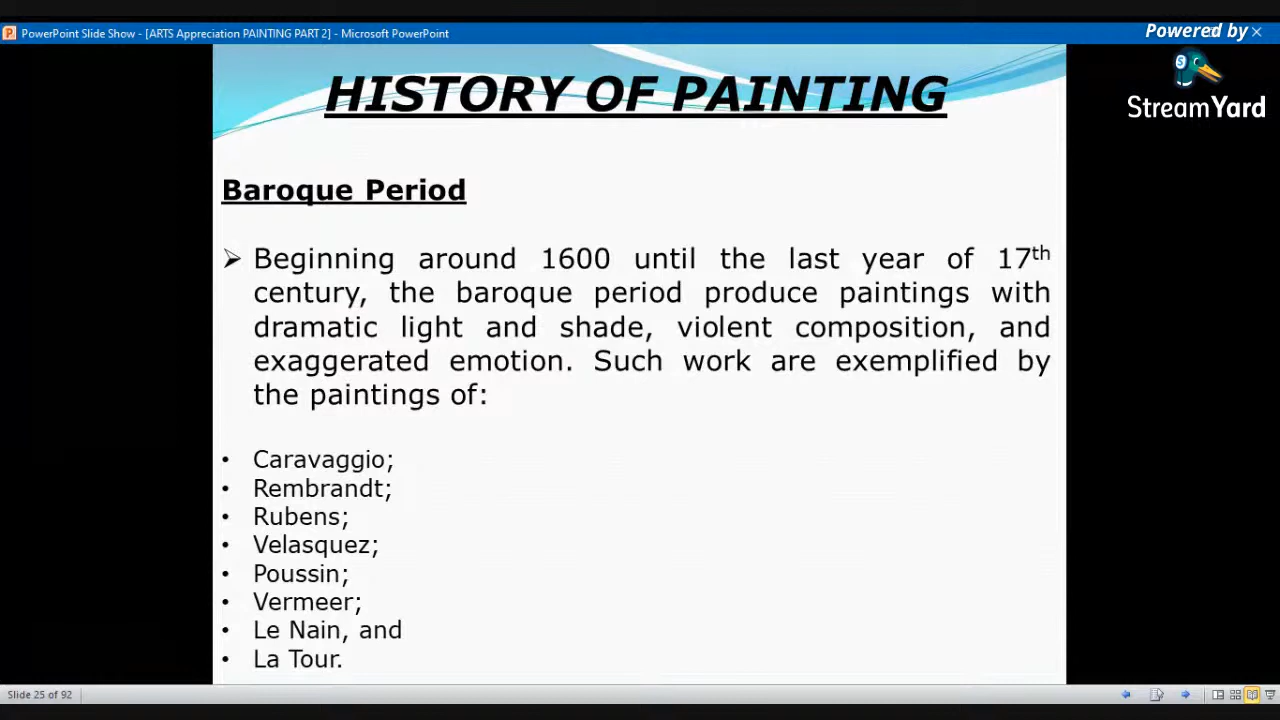 PowerPoint Slide Show - [ARTS Appreciation PAINTING PART 2] - Microsoft PowerPoint
Powered by
StreamYard
HISTORY OF PAINTING
Baroque Period
➢ Beginning around 1600 until the last year of 17th
century, the baroque period produce paintings with
dramatic light and shade, violent composition, and
exaggerated emotion. Such work are exemplified by
the paintings of:
• Caravaggio;
• Rembrandt;
• Rubens;
• Velasquez;
• Poussin;
• Vermeer;
• Le Nain, and
• La Tour.
Slide 25 of 92